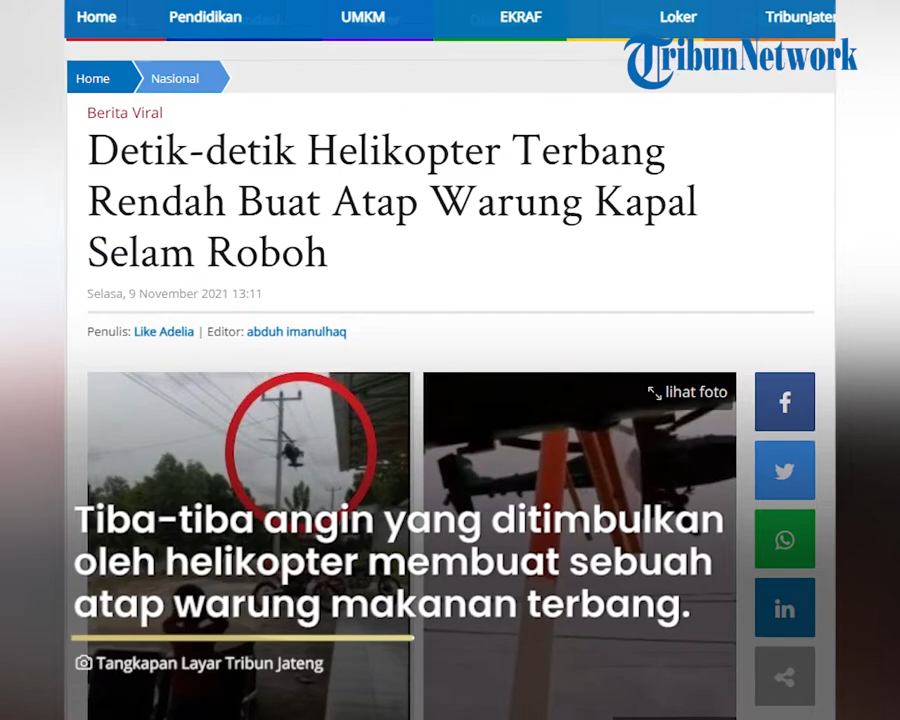 Home Pendidikan UMKM EKRAF Loker TribunJaten
TribunNetwork
Home Nasional
Berita Viral
Detik-detik Helikopter Terbang
Rendah Buat Atap Warung Kapal
Selam Roboh
Selasa, 9 November 2021 13:11
Penulis: Like Adelia | Editor: abduh imanulhaq
lihat foto
Tiba-tiba angin yang ditimbulkan
oleh helikopter membuat sebuah
atap warung makanan terbang.
Tangkapan Layar Tribun Jateng